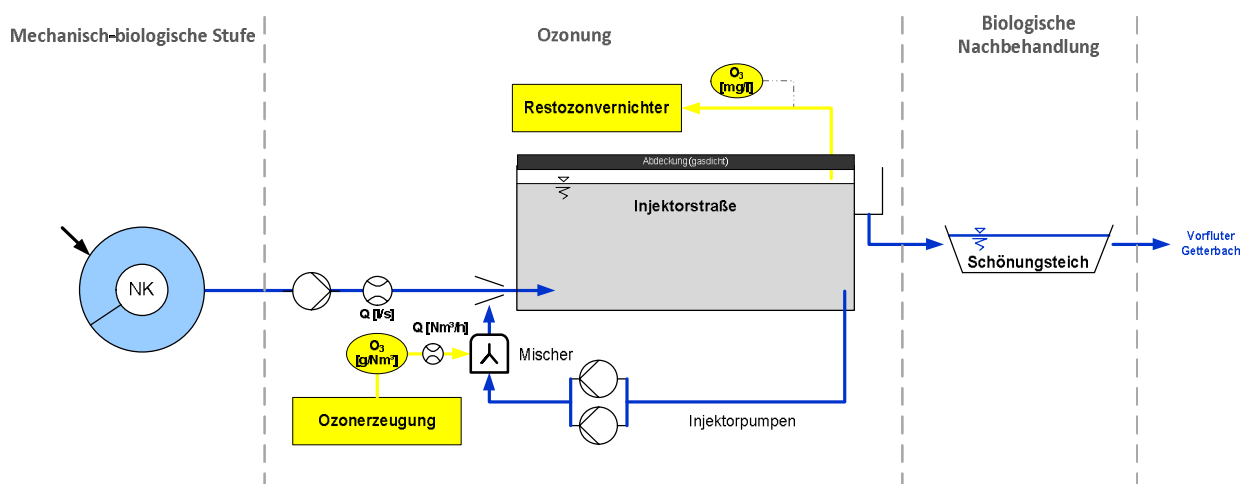 Mechanisch-biologische Stufe
Ozonung
Biologische
Nachbehandlung
O₃
[mg/l]
Restozonvernichter
Abdeckung (gasdicht)
Injektorstraße
NK
Q [l/s]
Q [Nm³/h]
O₃
[g/Nm³]
Mischer
Ozonerzeugung
Injektorpumpen
Schönungsteich
Vorfluter
Getterbach